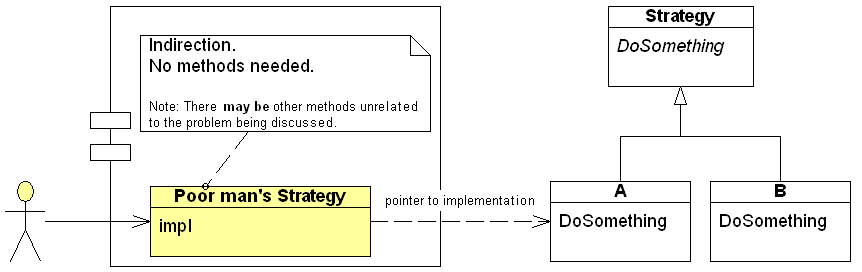 Indirection.
No methods needed.
Note: There may be other methods unrelated
to the problem being discussed.
Poor man's Strategy
impl
pointer to implementation
Strategy
DoSomething
A
DoSomething
B
DoSomething